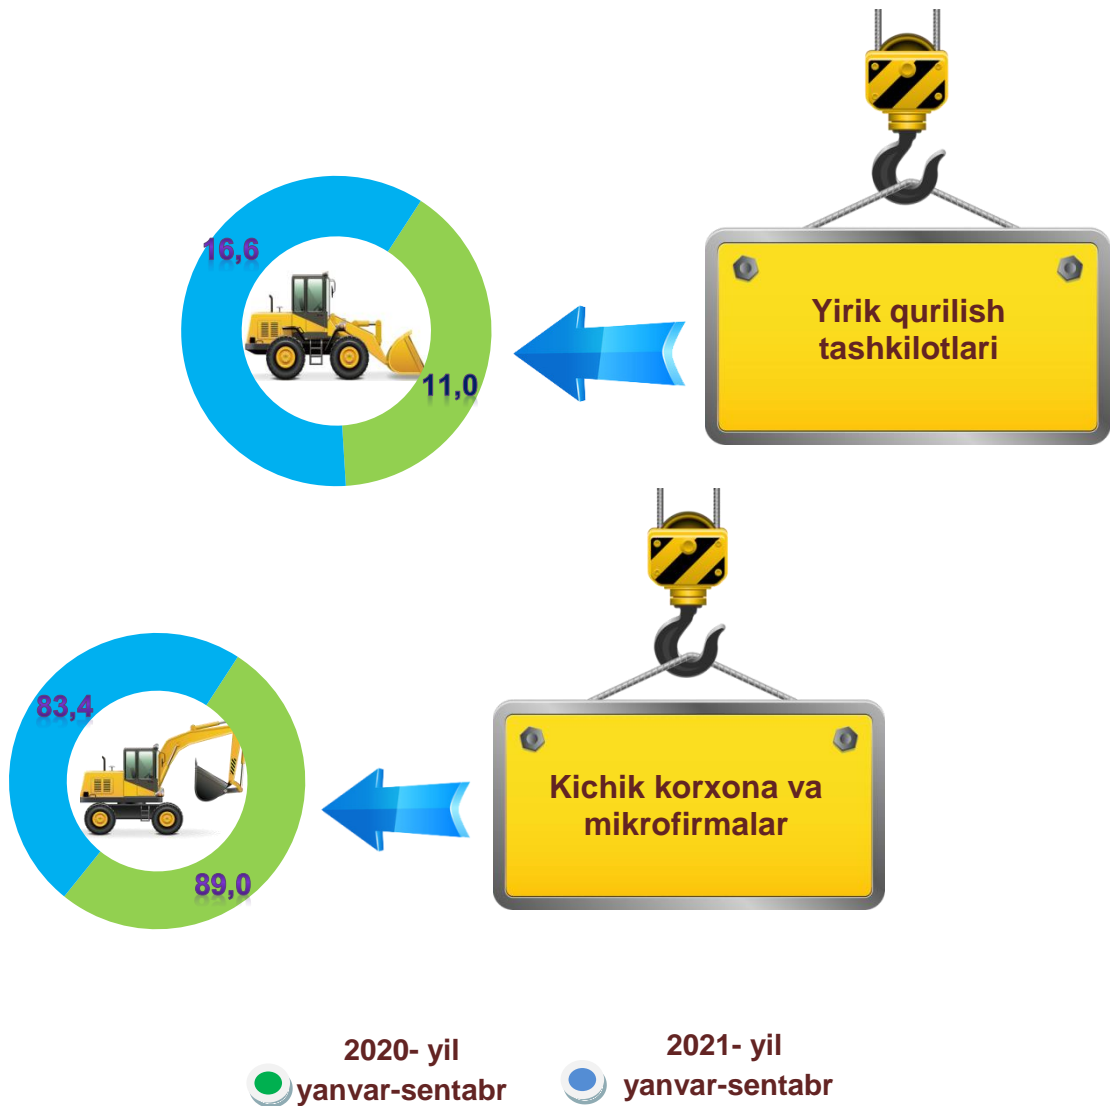 16,6
11,0
Yirik qurilish
tashkilotlari
83,4
89,0
Kichik korxona va
mikrofirmalar
2020- yil
yanvar-sentabr
2021- yil
yanvar-sentabr